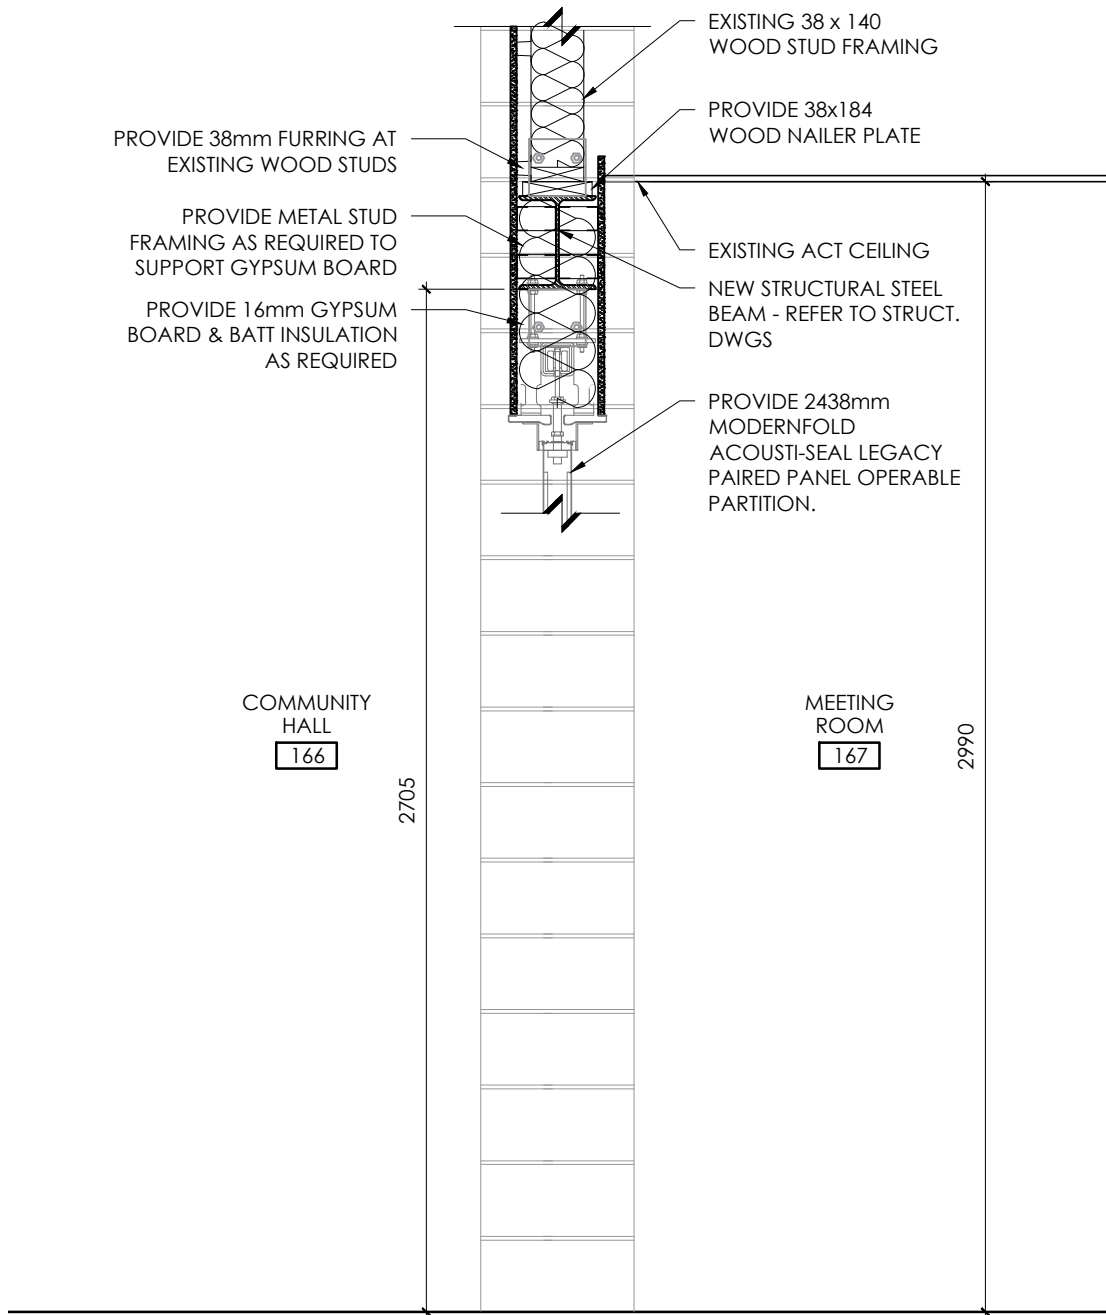 EXISTING 38 x 140
WOOD STUD FRAMING
PROVIDE 38x184
WOOD NAILER PLATE
PROVIDE 38mm FURRING AT
EXISTING WOOD STUDS
PROVIDE METAL STUD
FRAMING AS REQUIRED TO
SUPPORT GYPSUM BOARD
EXISTING ACT CEILING
NEW STRUCTURAL STEEL
BEAM - REFER TO STRUCT.
DWGS
PROVIDE 16mm GYPSUM
BOARD & BATT INSULATION
AS REQUIRED
PROVIDE 2438mm
MODERNFOLD
ACOUSTI-SEAL LEGACY
PAIRED PANEL OPERABLE
PARTITION.
COMMUNITY
HALL
166
2705
MEETING
ROOM
167
2990